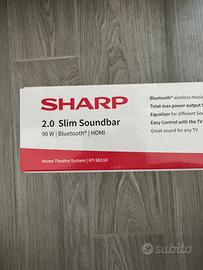 SHARP
2.0 Slim Soundbar
90 W | Bluetooth® | HDMI
Home Theatre System | HT-SB110
Bluetooth® wireless music
Total max power output
Equalizer for different
Easy Control with the TV
Great sound for any TV
subito